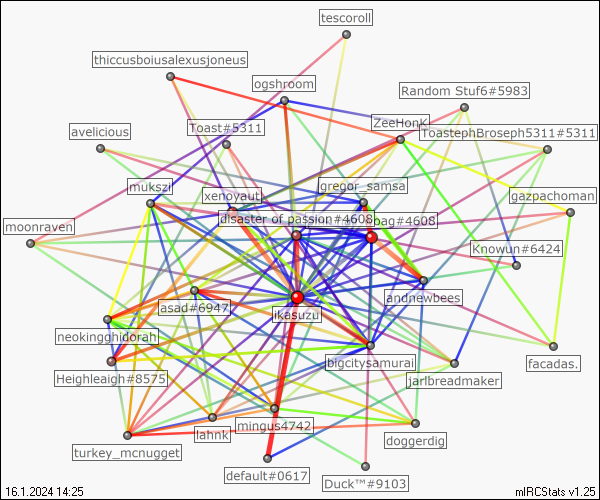 tescoroll
thiccusboiusalexusjoneus
ogshroom
Random Stuf6#5983
ZeeHonk
Toast#5311
ToastephBroseph5311#5311
avelicious
mukszi
xenoyaut
gregor_samsa
gazpachoman
disaster of passion#4608
bag#4608
moonraven
Knowun#6424
andnewbees
asad#6947
ikasuzu
neokingghidorah
bigcitysamurai
facadas.
Heighleaigh#8575
jarlbreadmaker
mingus4742
lahnk
doggerdig
turkey_mcnugget
default#0617
Duck™#9103
16.1.2024 14:25
mIRCStats v1.25